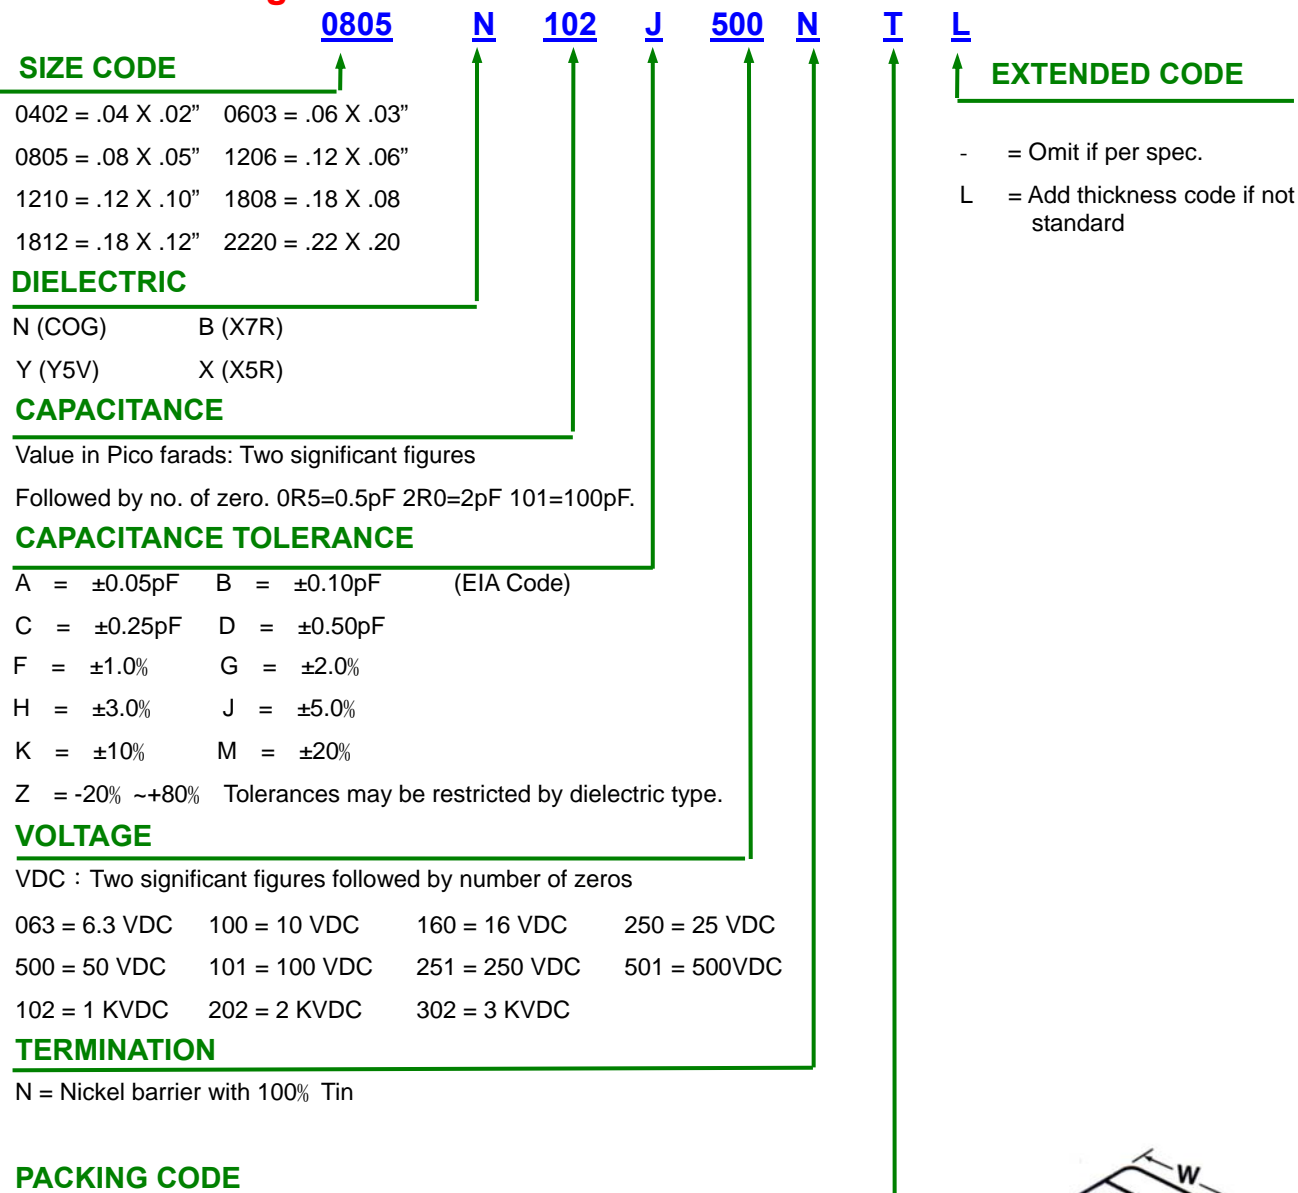 0805 N 102 J 500 N T L
SIZE CODE
0402 = .04 X .02” 0603 = .06 X .03”
0805 = .08 X .05” 1206 = .12 X .06”
1210 = .12 X .10” 1808 = .18 X .08
1812 = .18 X .12” 2220 = .22 X .20
EXTENDED CODE
- = Omit if per spec.
L = Add thickness code if not
standard
DIELECTRIC
N (COG) B (X7R)
Y (Y5V) X (X5R)
CAPACITANCE
Value in Pico farads: Two significant figures
Followed by no. of zero. 0R5=0.5pF 2R0=2pF 101=100pF.
CAPACITANCE TOLERANCE
A = ±0.05pF B = ±0.10pF (EIA Code)
C = ±0.25pF D = ±0.50pF
F = ±1.0% G = ±2.0%
H = ±3.0% J = ±5.0%
K = ±10% M = ±20%
Z = -20% ~+80% Tolerances may be restricted by dielectric type.
VOLTAGE
VDC：Two significant figures followed by number of zeros
063 = 6.3 VDC 100 = 10 VDC 160 = 16 VDC 250 = 25 VDC
500 = 50 VDC 101 = 100 VDC 251 = 250 VDC 501 = 500VDC
102 = 1 KVDC 202 = 2 KVDC 302 = 3 KVDC
TERMINATION
N = Nickel barrier with 100% Tin
PACKING CODE
W